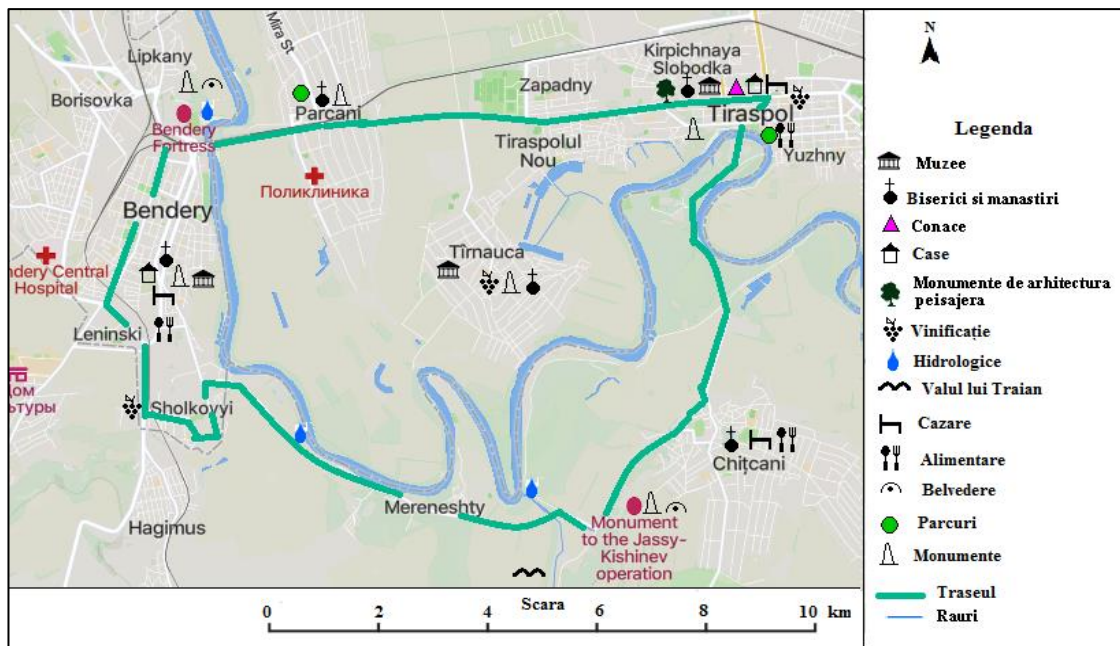 Lipkany
Mira St
Borisovka
Kirpichnaya
Slobodka
Zapadny
Parcani
Tiraspol
Bendery
Fortress
Tiraspolul
Nou
Yuzhny
Поликлиника
Bendery
Tîrnauca
ndery Central
Hospital
Leninski
Дом
ьтуры
Sholkovyi
Chițcani
Mereneshty
Hagimus
Monument
to the Jassy-
Kishinev
operation
Scara
0 2 4 6 8 10 km
N
Legenda
Muzee
Biserici si manastiri
Conace
Case
Monumente de arhitectura
peisajera
Vinificație
Hidrologice
Valul lui Traian
Cazare
Alimentare
Belvedere
Parcuri
Monumente
Traseul
Rauri